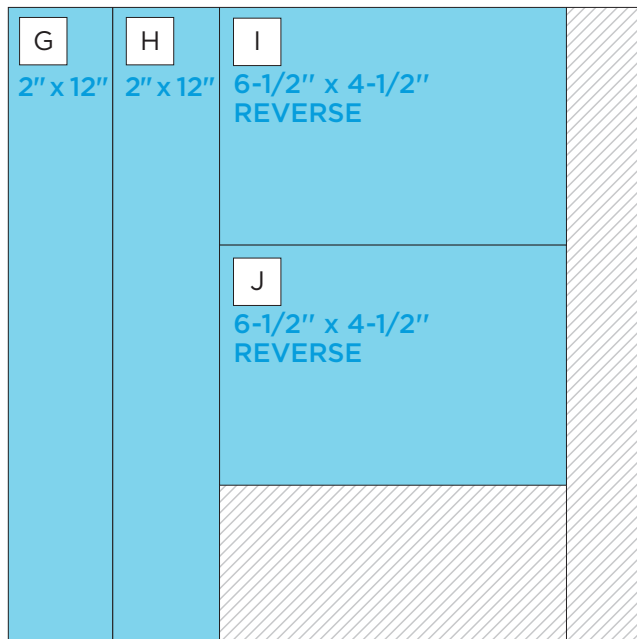 G
2" x 12"
H
2" x 12"
I
6-1/2" x 4-1/2"
REVERSE
J
6-1/2" x 4-1/2"
REVERSE